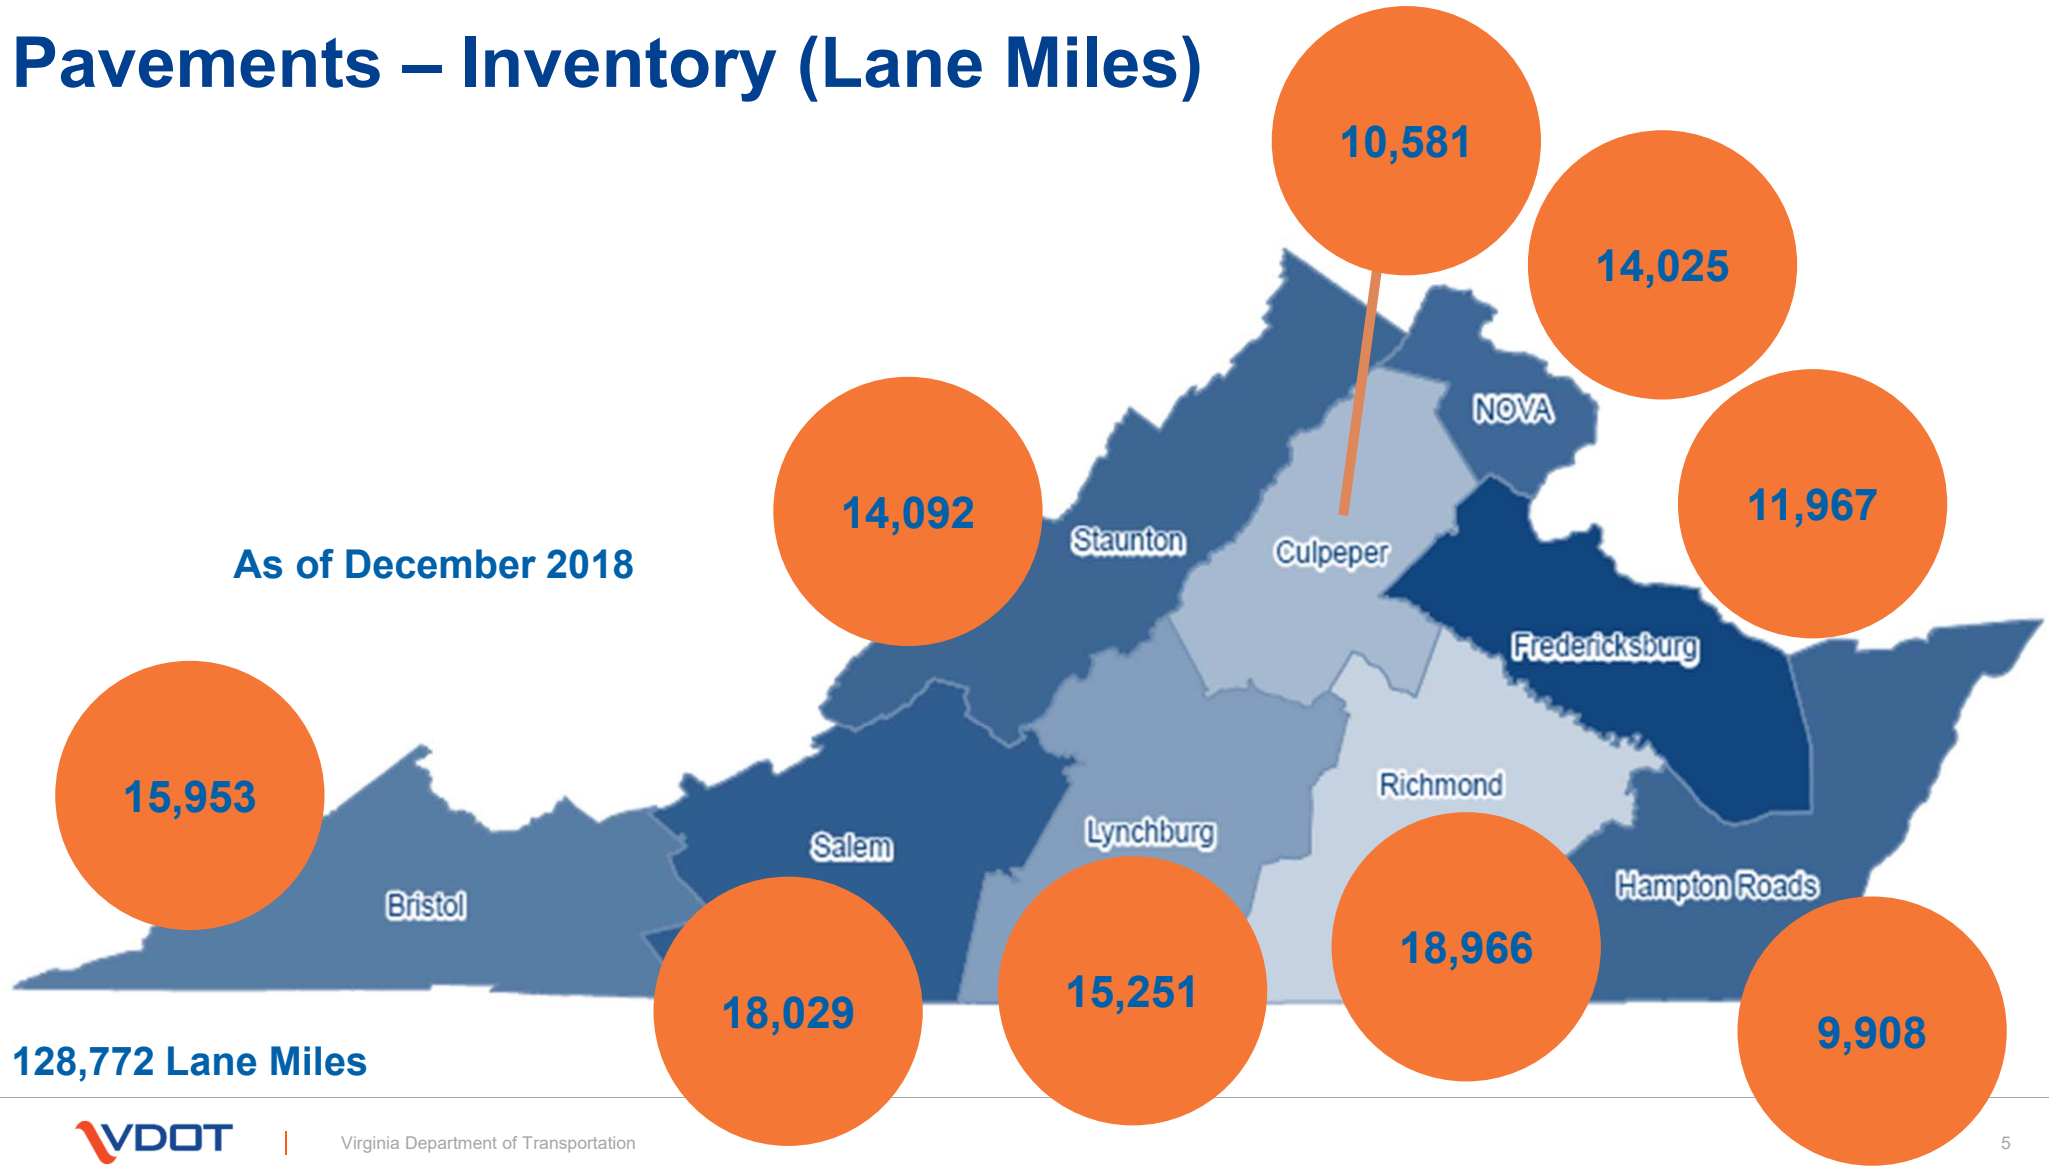 Pavements – Inventory (Lane Miles)
10,581
14,025
NOVA
14,092
11,967
Staunton
Culpeper
As of December 2018
Fredericksburg
15,953
Richmond
Lynchburg
Salem
Hampton Roads
Bristol
18,966
15,251
18,029
9,908
128,772 Lane Miles
VDOT
Virginia Department of Transportation
5